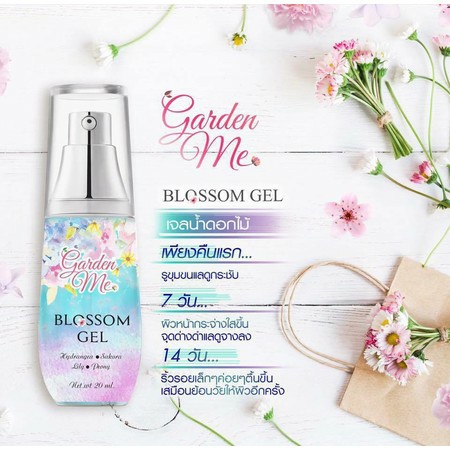 Garden
Me
BLOSSOM GEL
เจลน้ำดอกไม้
เพียงคืนแรก...
รูขุมขนแลดูกระชับ
7 วัน...
ผิวหน้ากระจ่างใสขึ้น
จุดด่างดำแลดูจางลง
14 วัน...
ริ้วรอยเล็กๆค่อยๆตื้นขึ้น
เสมือนย้อนวัยให้ผิวอีกครั้ง
Garden
Me
BLOSSOM
GEL
Hydrangea • Sakura
Lily • Peony
Net.wt 20 ml.